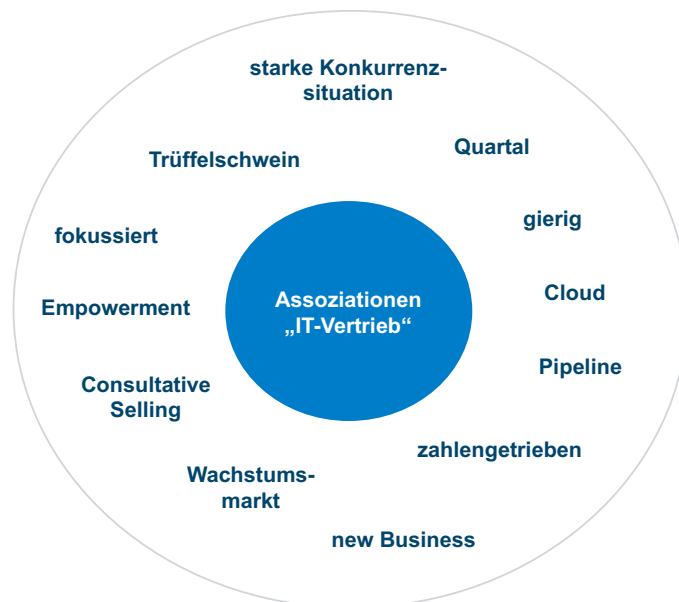 starke Konkurrenz-
situation
Quartal
Trüffelschwein
gierig
fokussiert
Cloud
Empowerment
Assoziationen
„IT-Vertrieb“
Pipeline
Consultative
Selling
zahlengetrieben
Wachstums-
markt
new Business